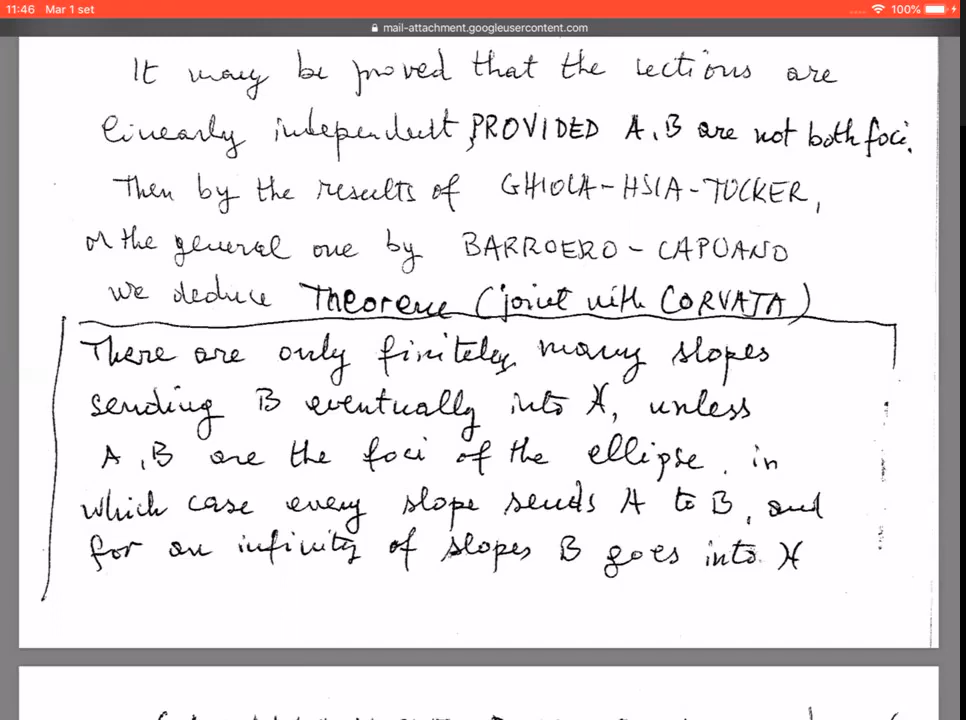 11:46 Mar 1 set
100%
mail-attachment.googleusercontent.com
It may be proved that the sections are
linearly independent, PROVIDED A, B are not both foci.
Then by the results of GHIOCA-HSIA-TUCKER,
or the general one by BARROERO-CAPUANO
we deduce Theorem (joint with CORVAJA)
There are only finitely many slopes
sending B eventually into H, unless
A, B are the foci of the ellipse, in
which case every slope sends A to B, and
for an infinity of slopes B goes into H